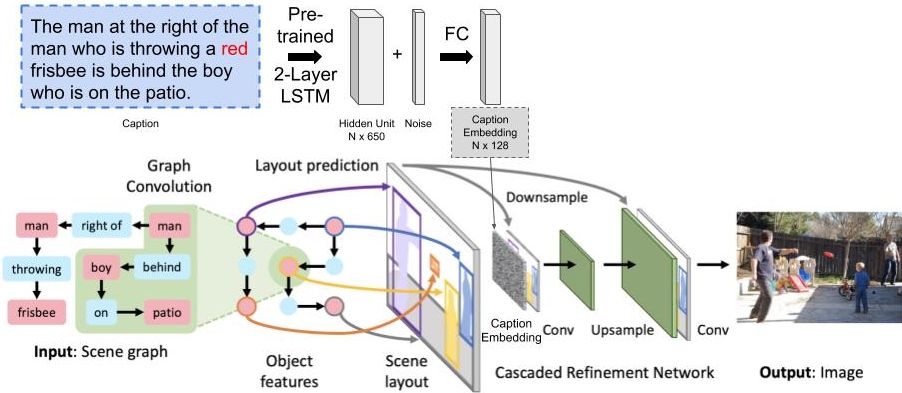 The man at the right of the
man who is throwing a red
frisbee is behind the boy
who is on the patio.
Caption
Pre-
trained
2-Layer
LSTM
+
FC
Hidden Unit
N x 650
Noise
Caption
Embedding
N x 128
Graph
Convolution
Layout prediction
Downsample
man
right of
man
throwing
boy
behind
frisbee
on
patio
Input: Scene graph
Object
features
Scene
layout
Caption
Embedding
Conv
Upsample
Conv
Cascaded Refinement Network
Output: Image